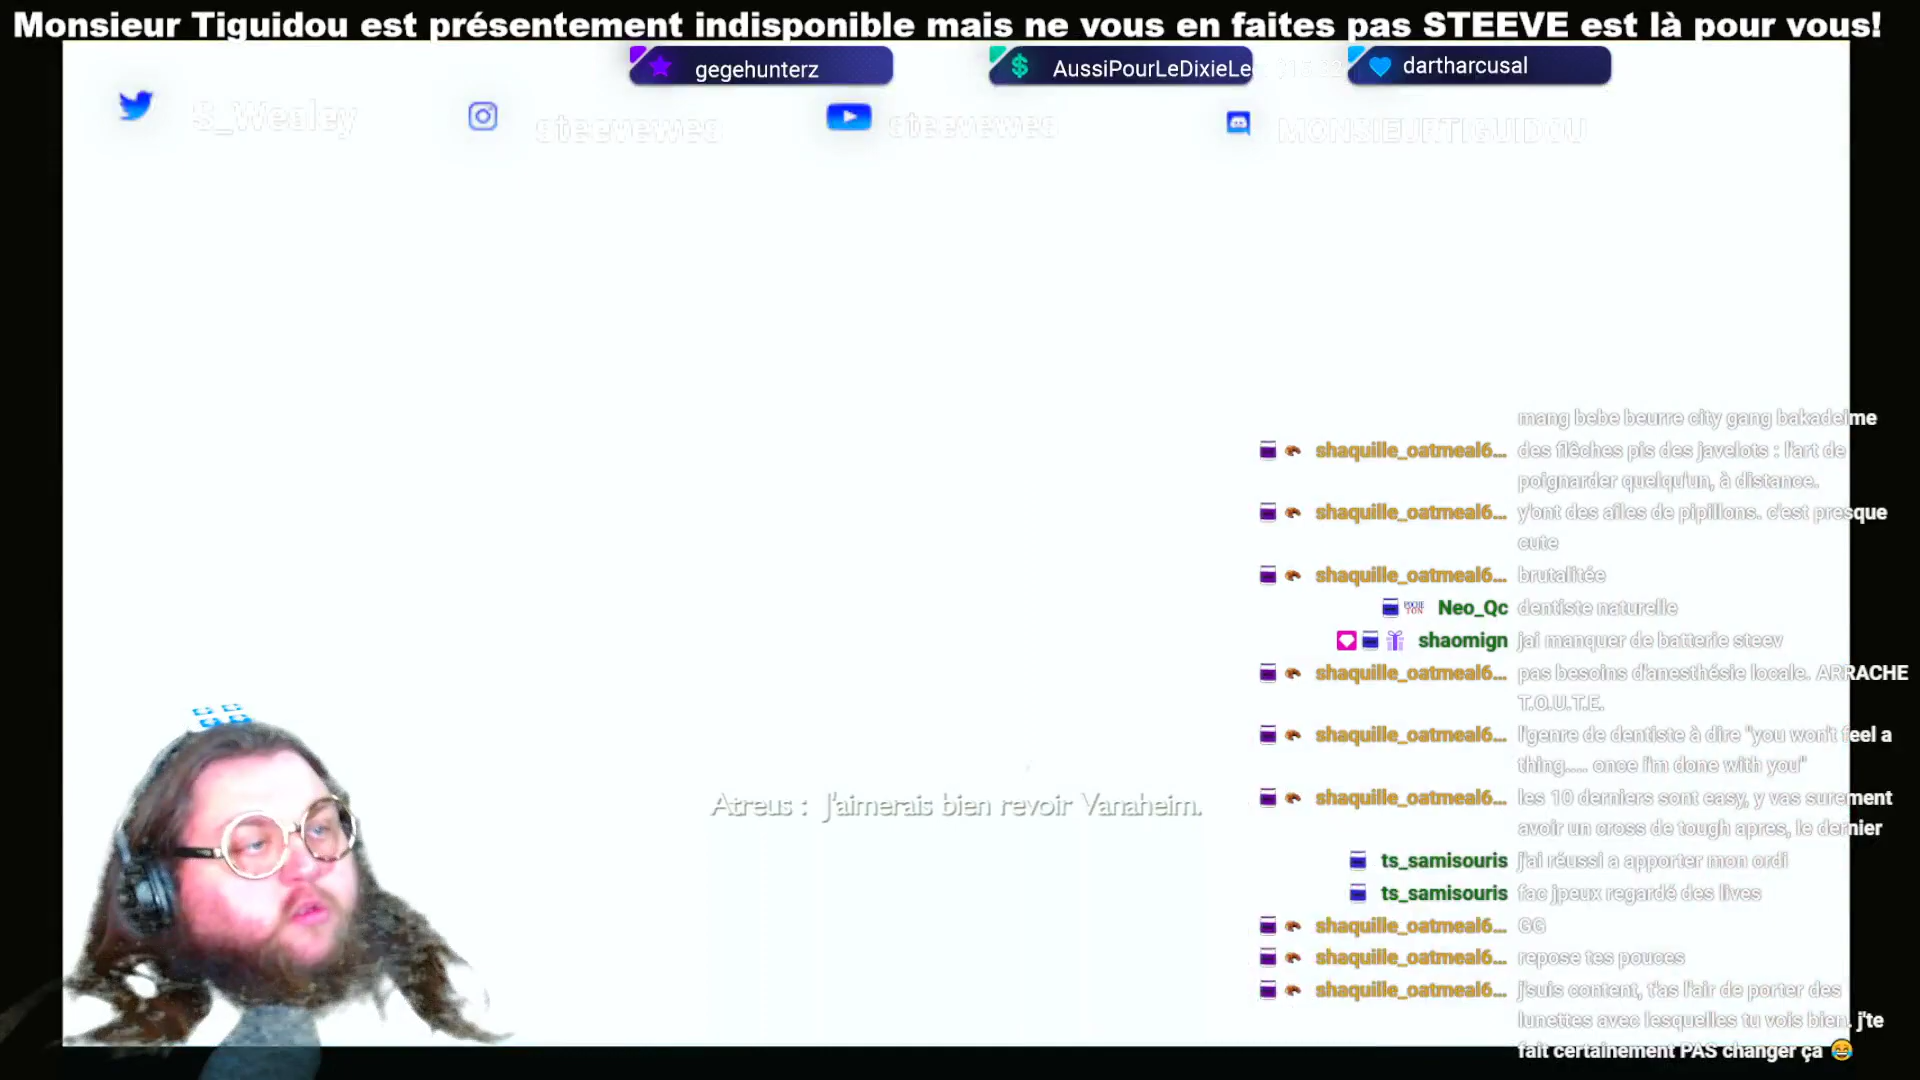 Monsieur Tiguidou est présentement indisponible mais ne vous en faites pas STEEVE est là pour vous!
gegehunterz
AussiPourLeDixieLe
dartharcusal
S_Wesley
steevewes
steevewes
MONSIEURTIGUIDOU
mang bebe beurre city gang bakadelme
shaquille_oatmeal6... des flêches pis des javelots : l'art de
poignarder quelqu'un, à distance.
shaquille_oatmeal6... y'ont des aîles de pipillons. c'est presque
cute
shaquille_oatmeal6... brutalitée
Neo_Qc dentiste naturelle
shaomign jai manquer de batterie steev
shaquille_oatmeal6... pas besoins d'anesthésie locale. ARRACHE
T.O.U.T.E.
shaquille_oatmeal6... l'genre de dentiste à dire "you won't feel a
thing.... once i'm done with you"
Atreus : J'aimerais bien revoir Vanaheim.
shaquille_oatmeal6... les 10 derniers sont easy, y vas surement
avoir un cross de tough apres, le dernier
ts_samisouris j'ai réussi a apporter mon ordi
ts_samisouris fac jpeux regardé des lives
shaquille_oatmeal6... GG
shaquille_oatmeal6... repose tes pouces
shaquille_oatmeal6... j'suis content, t'as l'air de porter des
lunettes avec lesquelles tu vois bien. j'te
fait certainement PAS changer ça 😂